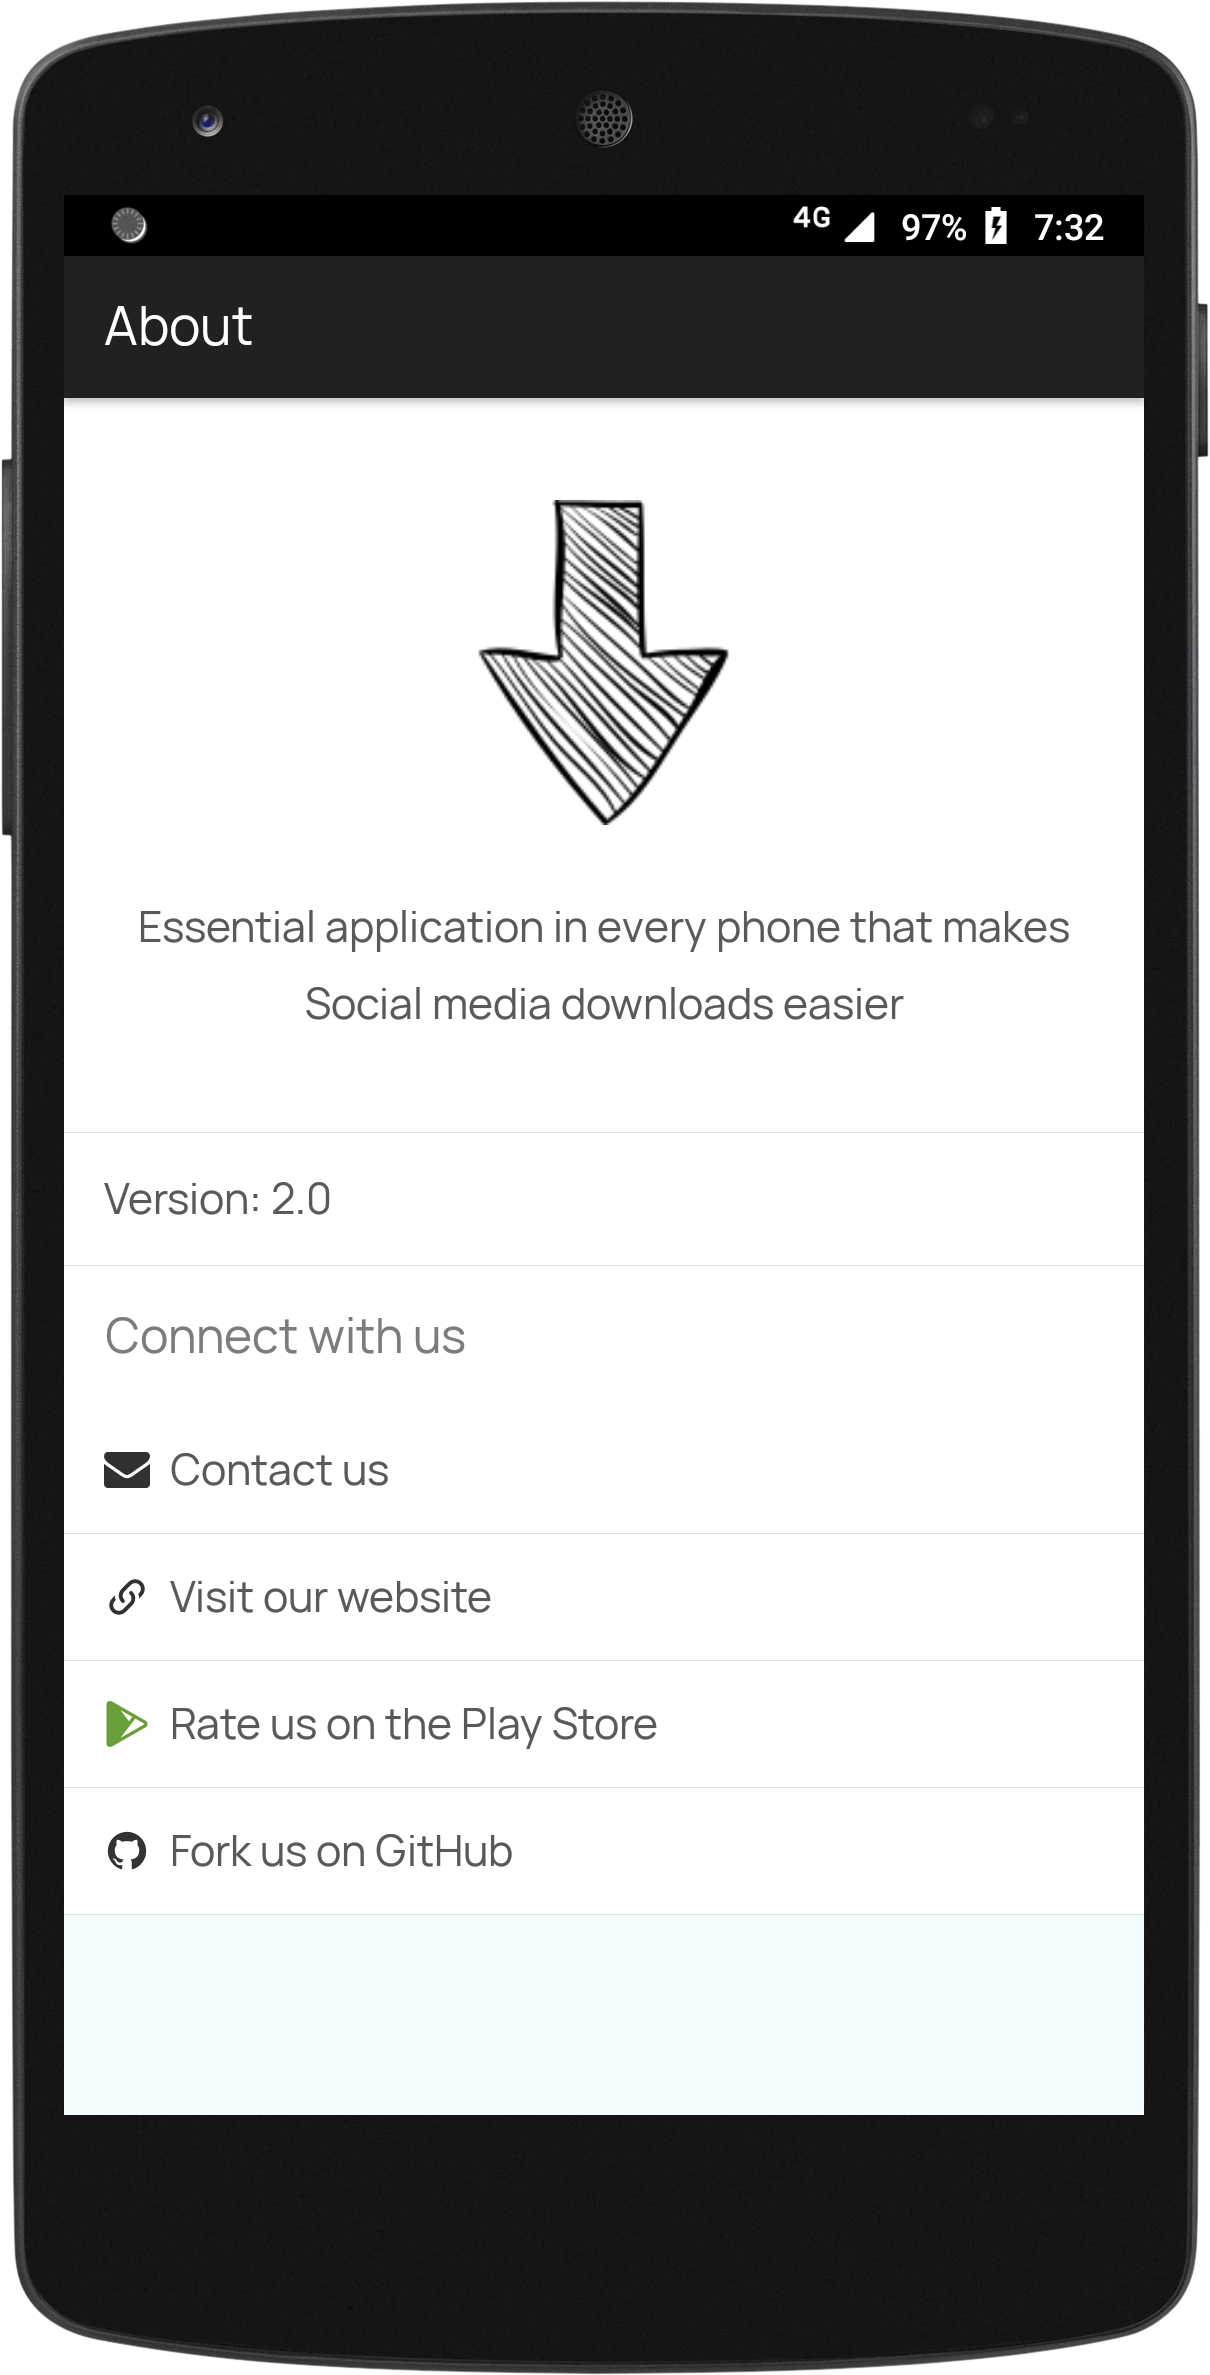 4G 97% 7:32
About
Essential application in every phone that makes
Social media downloads easier
Version: 2.0
Connect with us
Contact us
Visit our website
Rate us on the Play Store
Fork us on GitHub